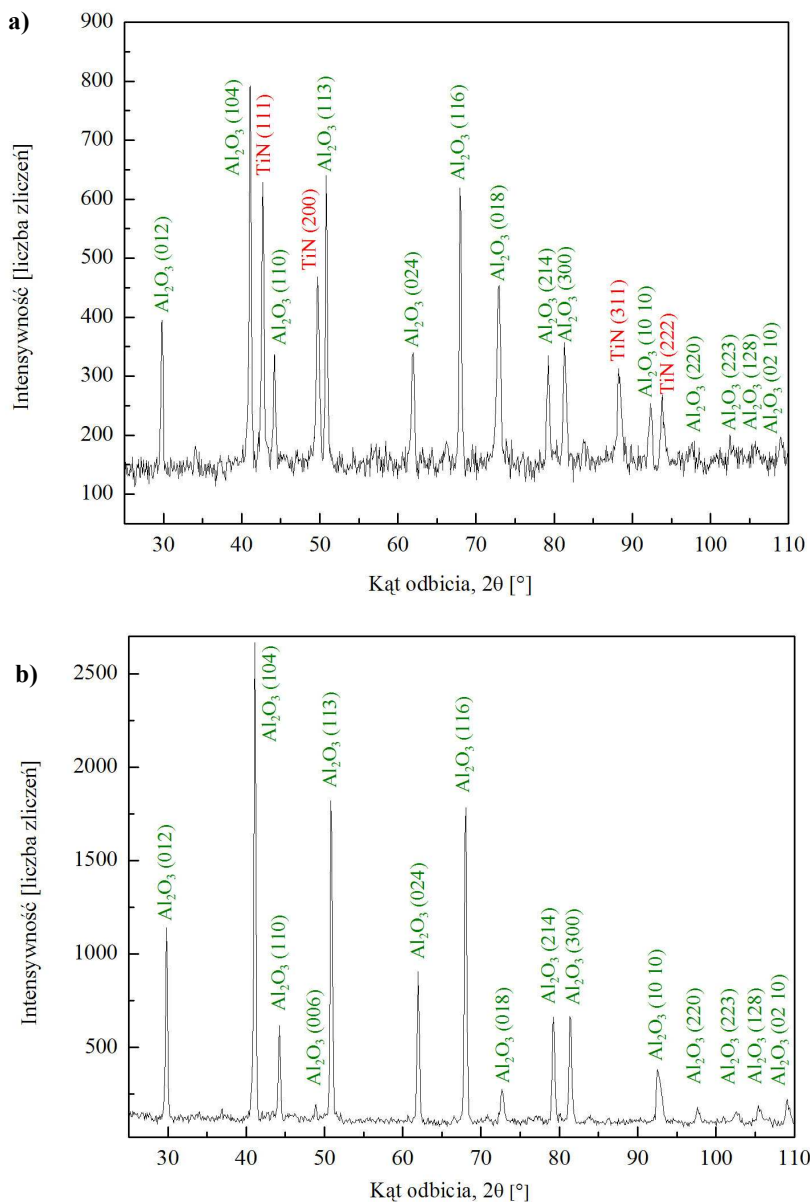 a)
900
800
700
600
500
400
300
200
100
Intensywność [liczba zliczeń]
Al₂O₃ (012)
Al₂O₃ (104)
TiN (111)
Al₂O₃ (110)
TiN (200)
Al₂O₃ (113)
Al₂O₃ (024)
Al₂O₃ (116)
Al₂O₃ (018)
Al₂O₃ (214)
Al₂O₃ (300)
TiN (311)
Al₂O₃ (10 10)
TiN (222)
Al₂O₃ (220)
Al₂O₃ (223)
Al₂O₃ (128)
Al₂O₃ (02 10)
30 40 50 60 70 80 90 100 110
Kąt odbicia, 2θ [°]
b)
2500
2000
1500
1000
500
Intensywność [liczba zliczeń]
Al₂O₃ (012)
Al₂O₃ (104)
Al₂O₃ (110)
Al₂O₃ (006)
Al₂O₃ (113)
Al₂O₃ (024)
Al₂O₃ (116)
Al₂O₃ (018)
Al₂O₃ (214)
Al₂O₃ (300)
Al₂O₃ (10 10)
Al₂O₃ (220)
Al₂O₃ (223)
Al₂O₃ (128)
Al₂O₃ (02 10)
30 40 50 60 70 80 90 100 110
Kąt odbicia, 2θ [°]